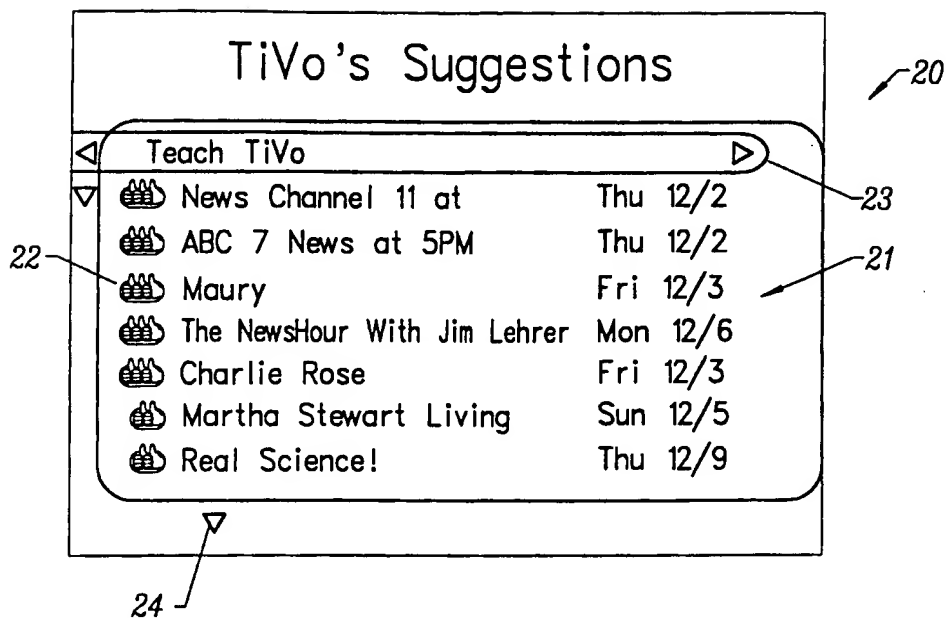 TiVo's Suggestions
20
Teach TiVo
23
News Channel 11 at Thu 12/2
ABC 7 News at 5PM Thu 12/2
22
21
Maury Fri 12/3
The NewsHour With Jim Lehrer Mon 12/6
Charlie Rose Fri 12/3
Martha Stewart Living Sun 12/5
Real Science! Thu 12/9
24